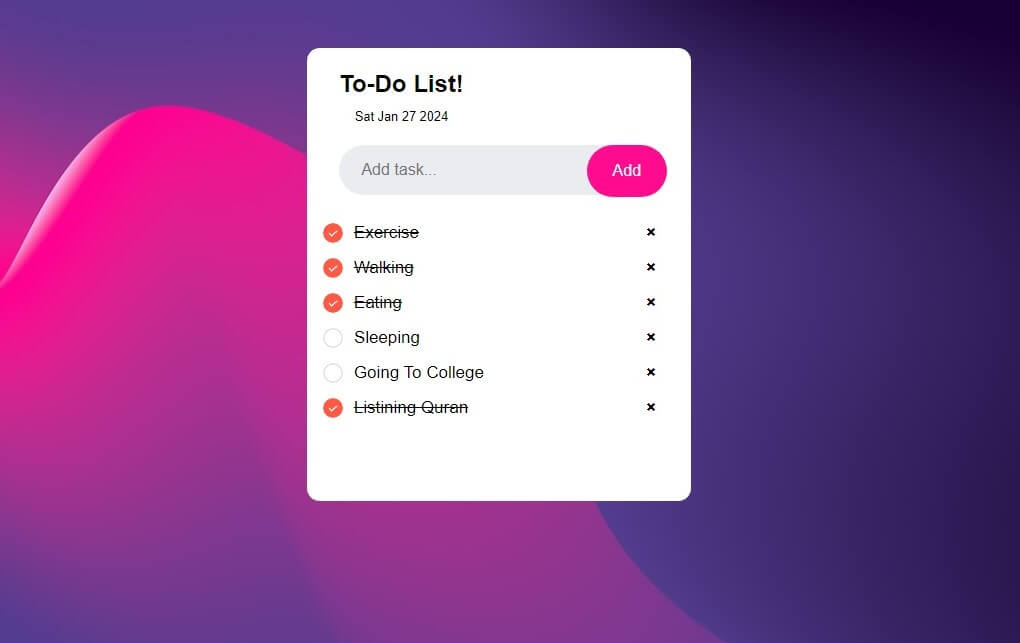 To-Do List!
Sat Jan 27 2024
Add task...
Add
Exercise
Walking
Eating
Sleeping
Going To College
Listining Quran